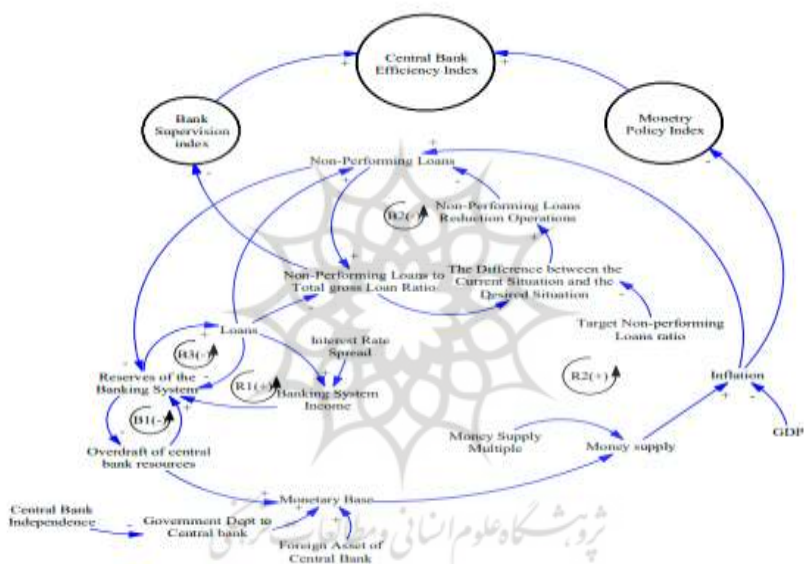 Central Bank
Efficiency Index
Bank
Supervision
index
Monetry
Policy Index
Non-Performing Loans
Non-Performing Loans
Reduction Operations
B2(-)
Non-Performing Loans to
Total gross Loan Ratio
The Difference between the
Current Situation and the
Desired Situation
Loans
Interest Rate
Spread
Target Non-performing
Loans ratio
B3(-)
Reserves of the
Banking System
R1(+)
Banking System
Income
R2(+)
Inflation
B1(-)
Overdraft of central
bank resources
Money Supply
Multiple
Money supply
GDP
Monetary Base
Central Bank
Independence
Government Dept to
Central bank
Foreign Asset of
Central Bank
پژوهشگاه علوم انسانی و مطالعات فرهنگی